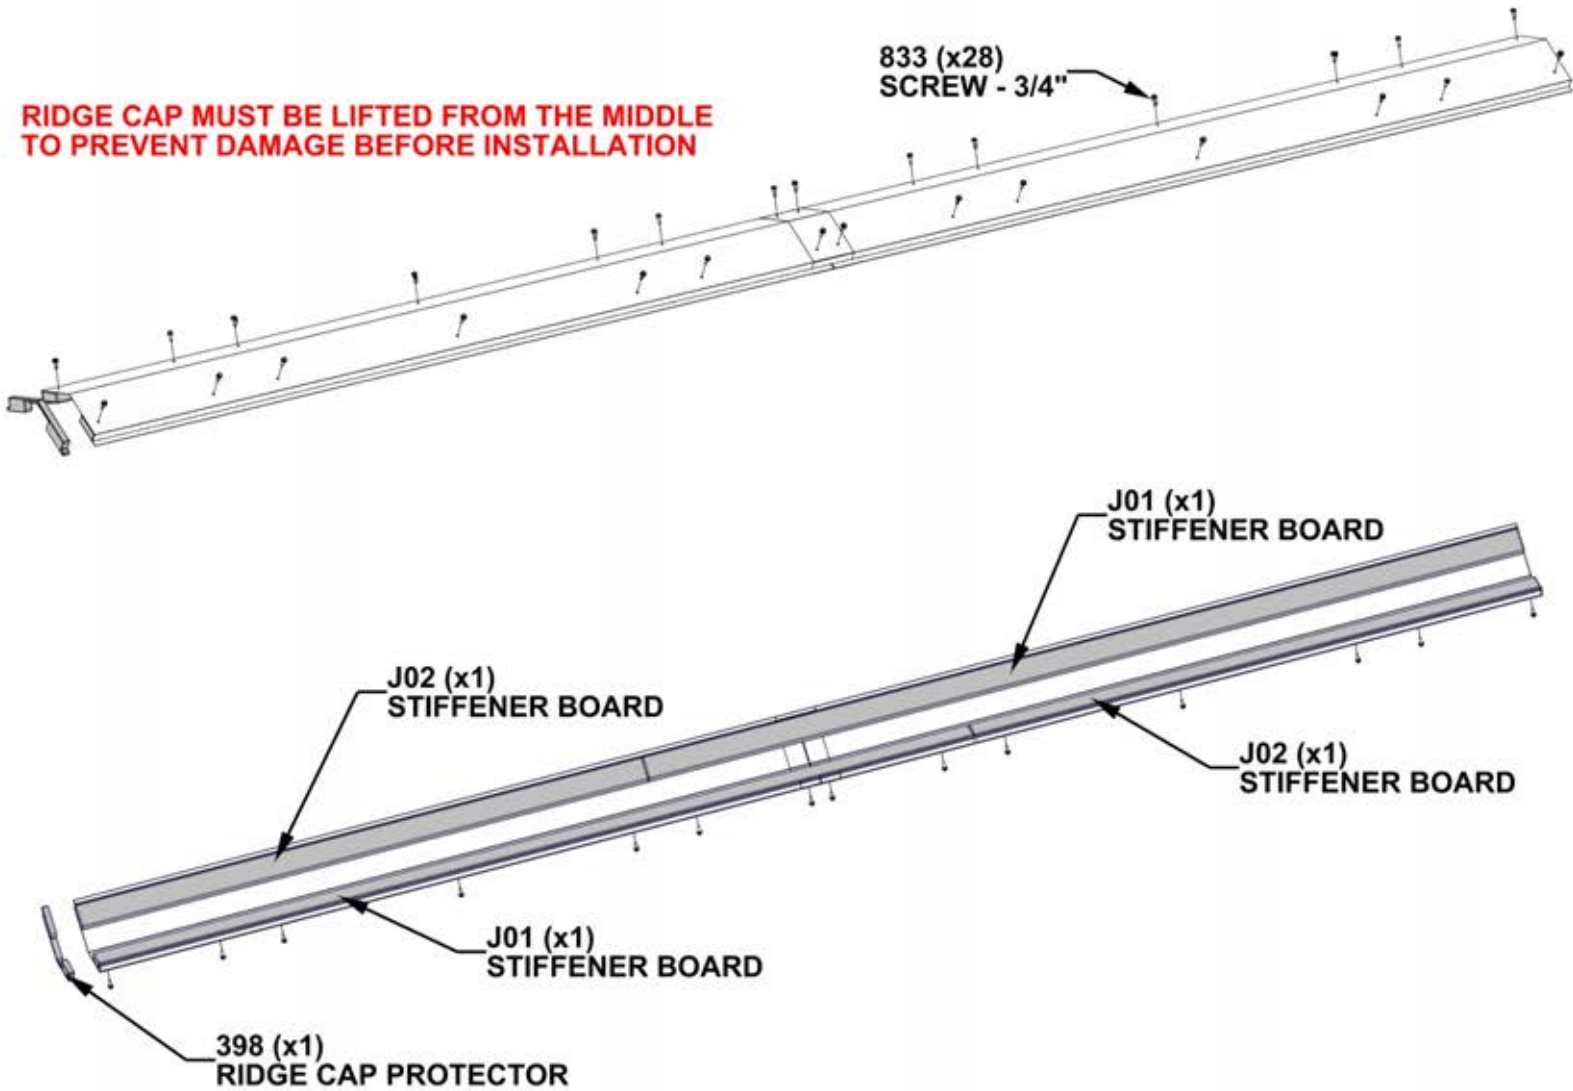 833 (x28)
SCREW - 3/4"
RIDGE CAP MUST BE LIFTED FROM THE MIDDLE
TO PREVENT DAMAGE BEFORE INSTALLATION
J01 (x1)
STIFFENER BOARD
J02 (x1)
STIFFENER BOARD
J02 (x1)
STIFFENER BOARD
J01 (x1)
STIFFENER BOARD
398 (x1)
RIDGE CAP PROTECTOR